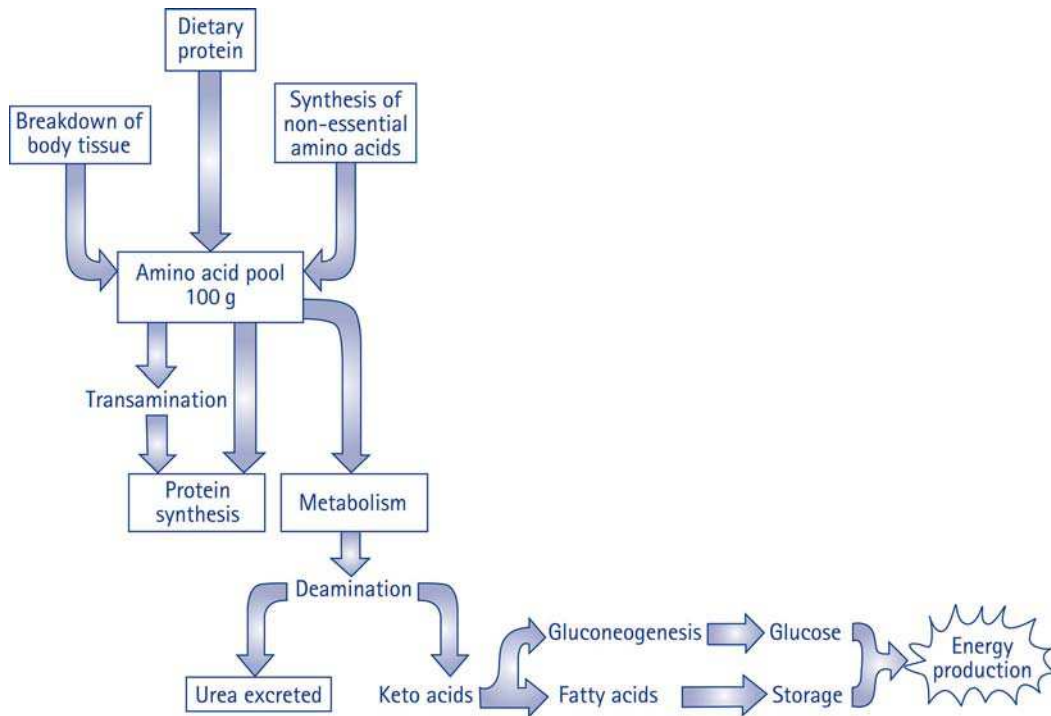 Dietary
protein
Breakdown of
body tissue
Synthesis of
non-essential
amino acids
Amino acid pool
100 g
Transamination
Protein
synthesis
Metabolism
Deamination
Urea excreted
Keto acids
Gluconeogenesis
Glucose
Fatty acids
Storage
Energy
production